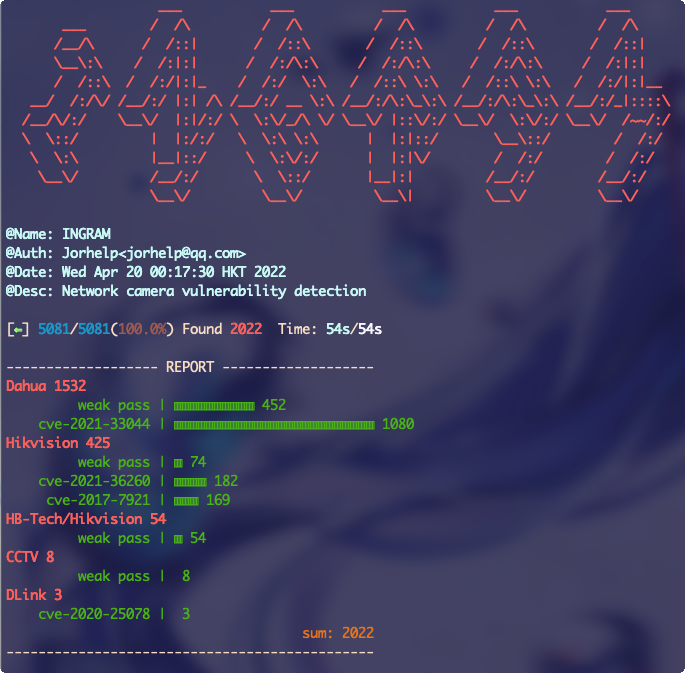 @Name: INGRAM
@Auth: Jorhelp<jorhelp@qq.com>
@Date: Wed Apr 20 00:17:30 HKT 2022
@Desc: Network camera vulnerability detection
[←] 5081/5081(100.0%) Found 2022 Time: 54s/54s
------------------- REPORT -------------------
Dahua 1532
weak pass | 452
cve-2021-33044 | 1080
Hikvision 425
weak pass | 74
cve-2021-36260 | 182
cve-2017-7921 | 169
HB-Tech/Hikvision 54
weak pass | 54
CCTV 8
weak pass | 8
DLink 3
cve-2020-25078 | 3
sum: 2022
----------------------------------------------